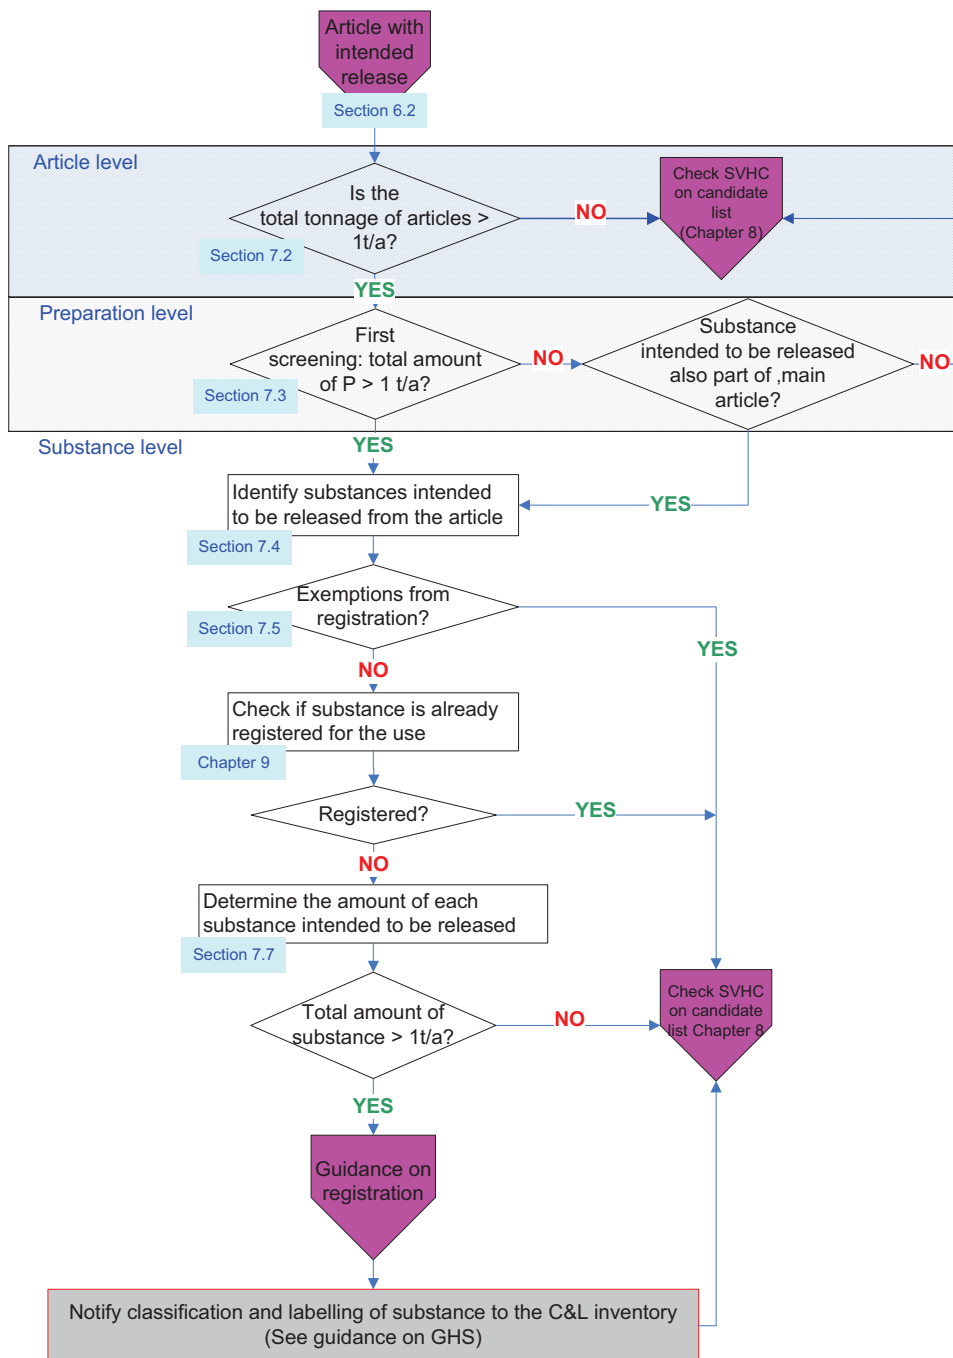 Article with
intended
release
Section 6.2
Article level
Is the
total tonnage of articles >
1t/a?
Section 7.2
NO
Check SVHC
on candidate
list
(Chapter 8)
YES
Preparation level
First
screening: total amount
of P > 1 t/a?
Section 7.3
NO
Substance
intended to be released
also part of ‚main
article?
NO
YES
Substance level
Identify substances intended
to be released from the article
Section 7.4
YES
Exemptions from
registration?
Section 7.5
YES
NO
Check if substance is already
registered for the use
Chapter 9
Registered?
YES
NO
Determine the amount of each
substance intended to be released
Section 7.7
Total amount of
substance > 1t/a?
NO
Check SVHC
on candidate
list Chapter 8
YES
Guidance on
registration
Notify classification and labelling of substance to the C&L inventory
(See guidance on GHS)